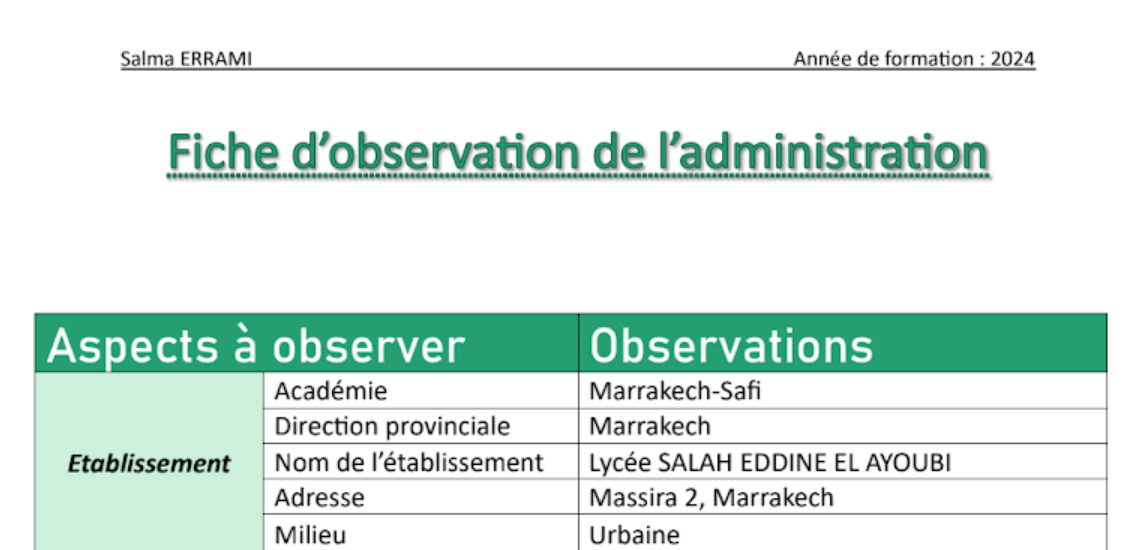 Salma ERRAMI Année de formation : 2024
Fiche d’observation de l’administration
Aspects à observer Observations
Académie Marrakech-Safi
Direction provinciale Marrakech
Etablissement Nom de l’établissement Lycée SALAH EDDINE EL AYOUBI
Adresse Massira 2, Marrakech
Milieu Urbaine